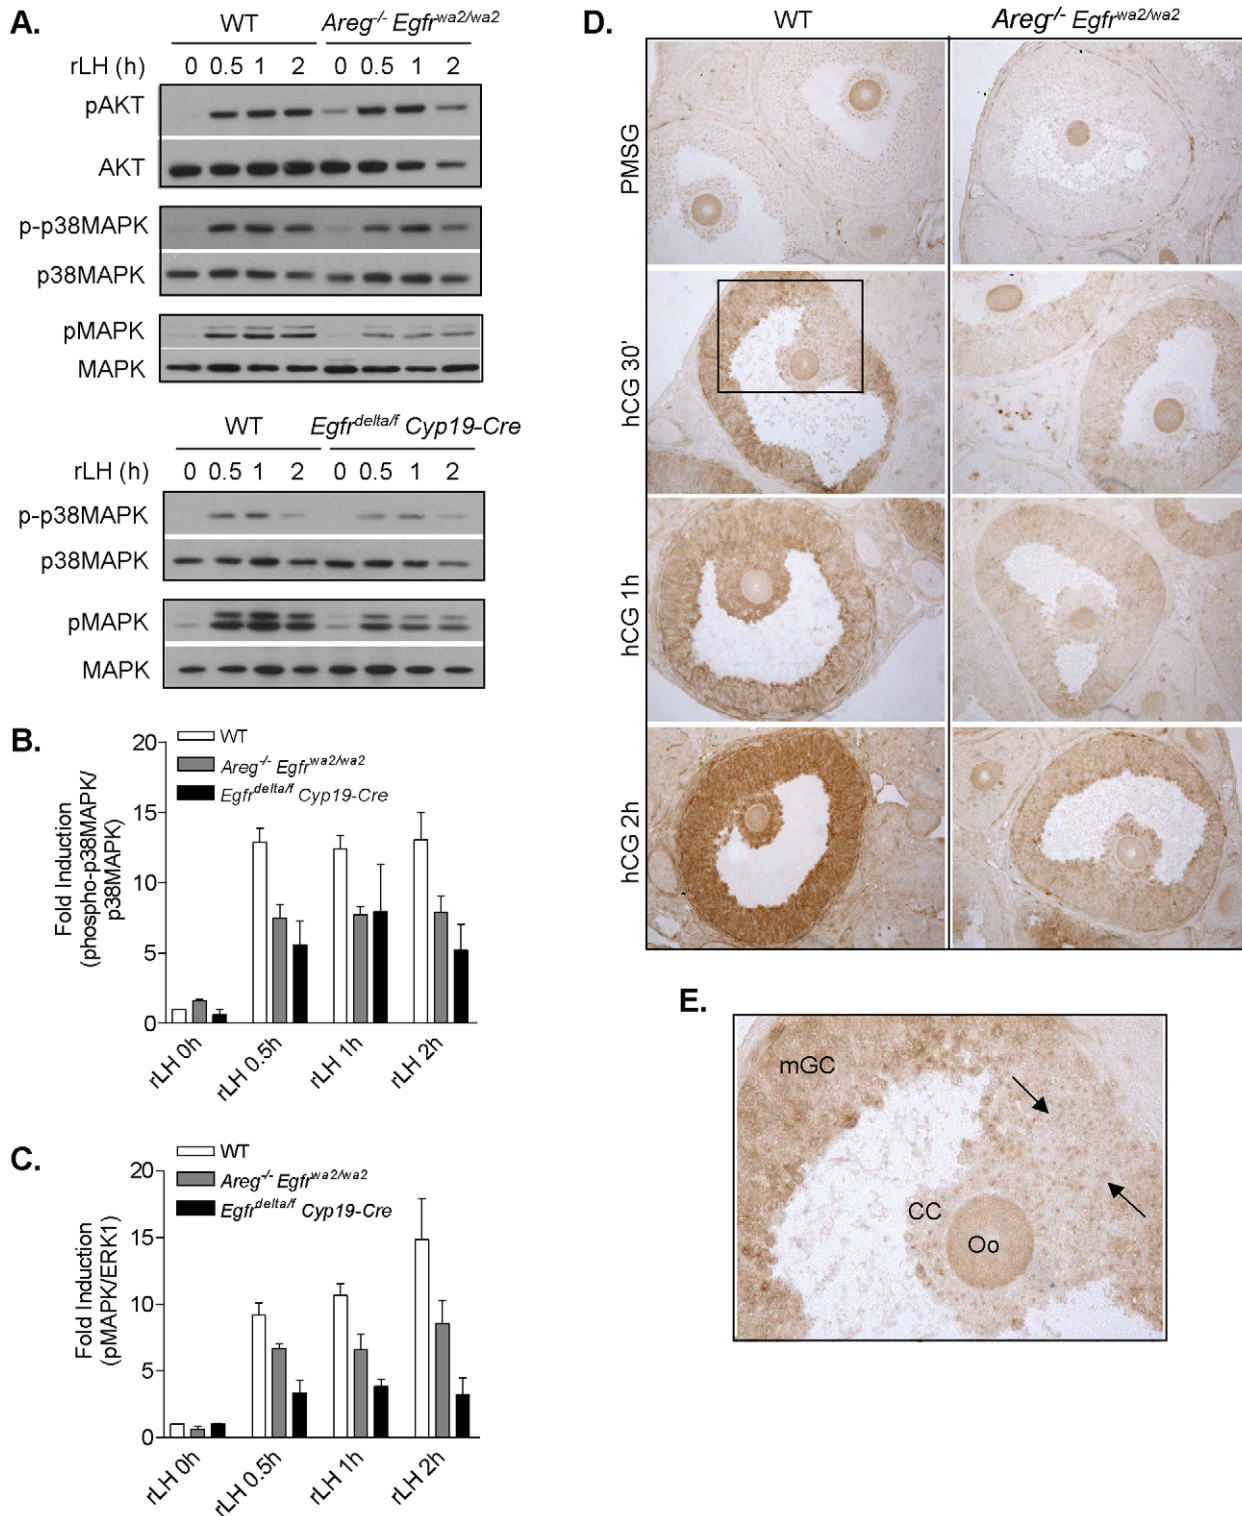 A.
WT Areg-/- Egfrwa2/wa2
rLH (h) 0 0.5 1 2 0 0.5 1 2
pAKT
AKT
p-p38MAPK
p38MAPK
pMAPK
MAPK
WT Egfrdelta/f Cyp19-Cre
rLH (h) 0 0.5 1 2 0 0.5 1 2
p-p38MAPK
p38MAPK
pMAPK
MAPK
B.
WT
Areg-/- Egfrwa2/wa2
Egfrdelta/f Cyp19-Cre
Fold Induction
(phospho-p38MAPK/
p38MAPK)
20
15
10
5
0
rLH 0h rLH 0.5h rLH 1h rLH 2h
C.
WT
Areg-/- Egfrwa2/wa2
Egfrdelta/f Cyp19-Cre
Fold Induction
(pMAPK/ERK1)
20
15
10
5
0
rLH 0h rLH 0.5h rLH 1h rLH 2h
D.
WT Areg-/- Egfrwa2/wa2
PMSG
hCG 30'
hCG 1h
hCG 2h
E.
mGC
CC
Oo